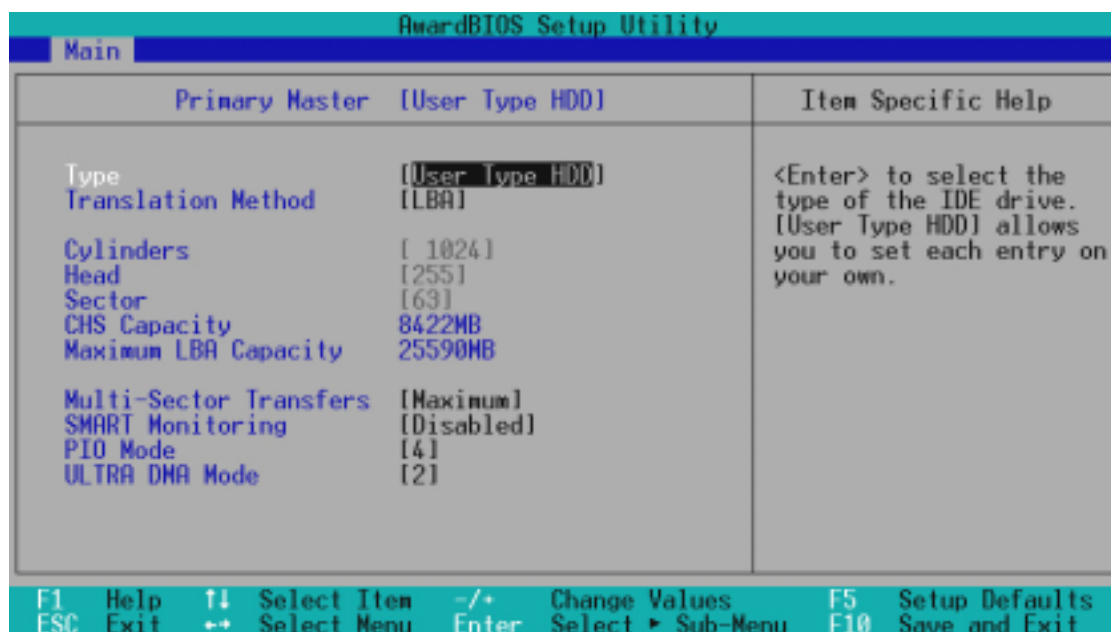 AwardBIOS Setup Utility
Main
Primary Master [User Type HDD]
Item Specific Help
Type [User Type HDD]
Translation Method [LBA]
Cylinders [ 1024]
Head [255]
Sector [63]
CHS Capacity 8422MB
Maximum LBA Capacity 25590MB
Multi-Sector Transfers [Maximum]
SMART Monitoring [Disabled]
PIO Mode [4]
ULTRA DMA Mode [2]
<Enter> to select the
type of the IDE drive.
[User Type HDD] allows
you to set each entry on
your own.
F1 Help ↑↓ Select Item -/+ Change Values F5 Setup Defaults
ESC Exit ←→ Select Menu Enter Select ► Sub-Menu F10 Save and Exit